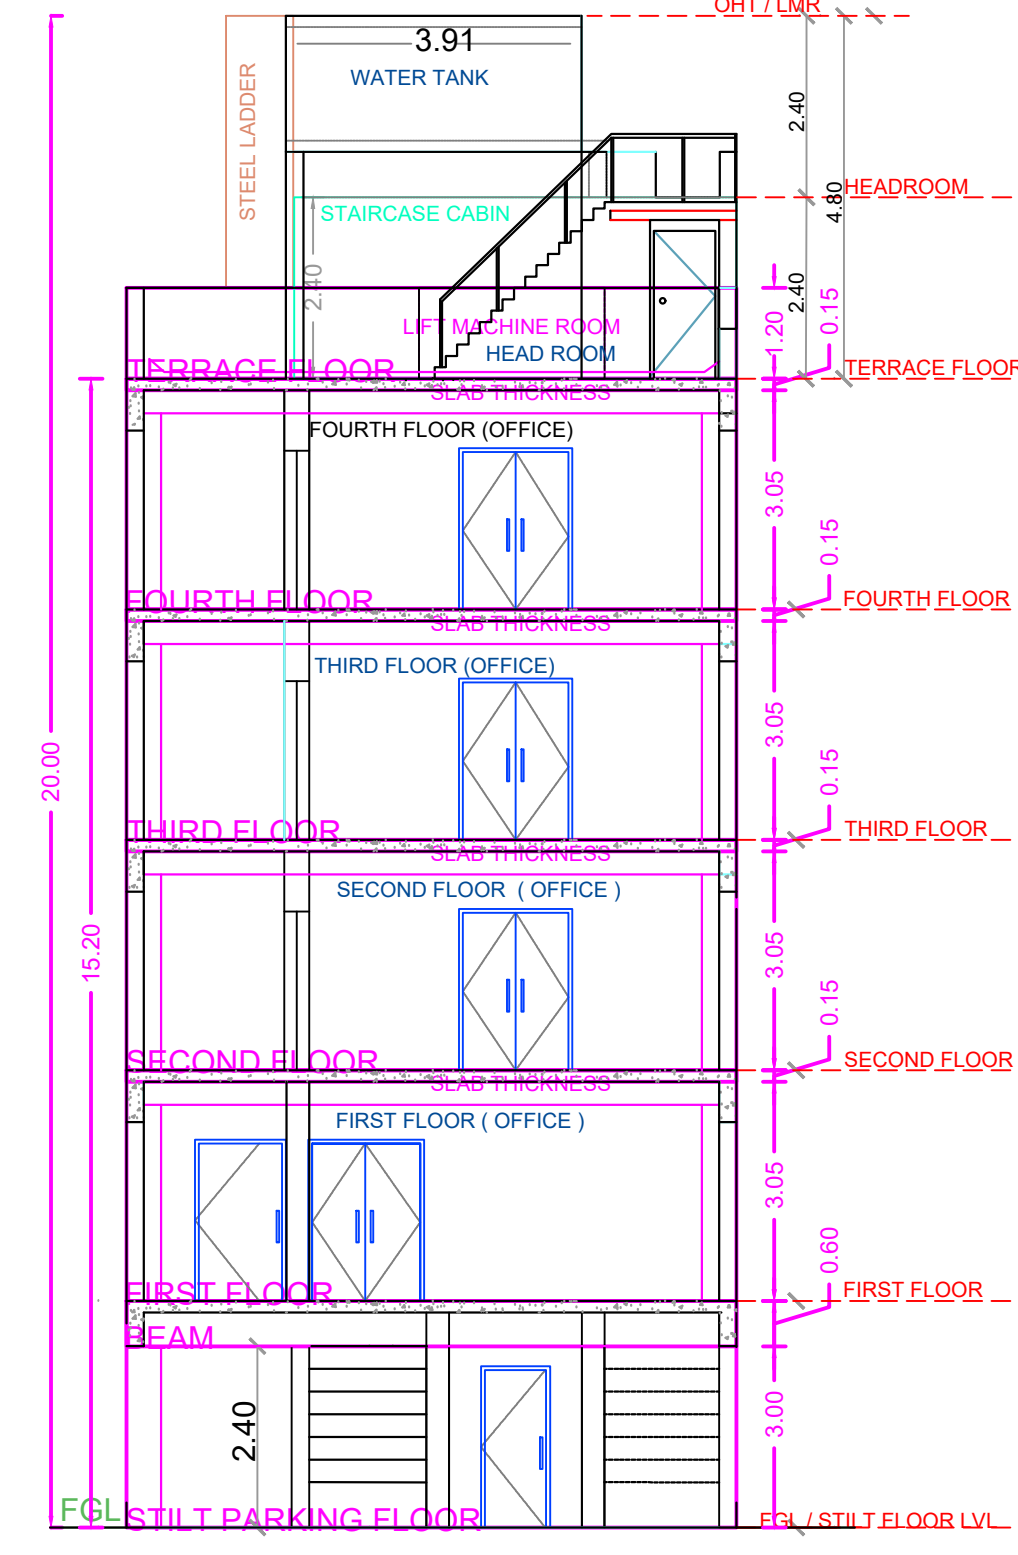 OHT / LMR
3.91
WATER TANK
STEEL LADDER
2.40
4.80
HEADROOM
STAIRCASE CABIN
2.40
2.40
1.20
0.15
LIFT MACHINE ROOM
HEAD ROOM
TERRACE FLOOR
TERRACE FLOOR
SLAB THICKNESS
FOURTH FLOOR (OFFICE)
3.05
0.15
FOURTH FLOOR
FOURTH FLOOR
SLAB THICKNESS
THIRD FLOOR (OFFICE)
3.05
20.00
0.15
THIRD FLOOR
THIRD FLOOR
SLAB THICKNESS
SECOND FLOOR ( OFFICE )
15.20
3.05
0.15
SECOND FLOOR
SECOND FLOOR
SLAB THICKNESS
FIRST FLOOR ( OFFICE )
3.05
0.60
FIRST FLOOR
FIRST FLOOR
BEAM
2.40
3.00
FGL
STILT PARKING FLOOR
FGL / STILT FLOOR LVL